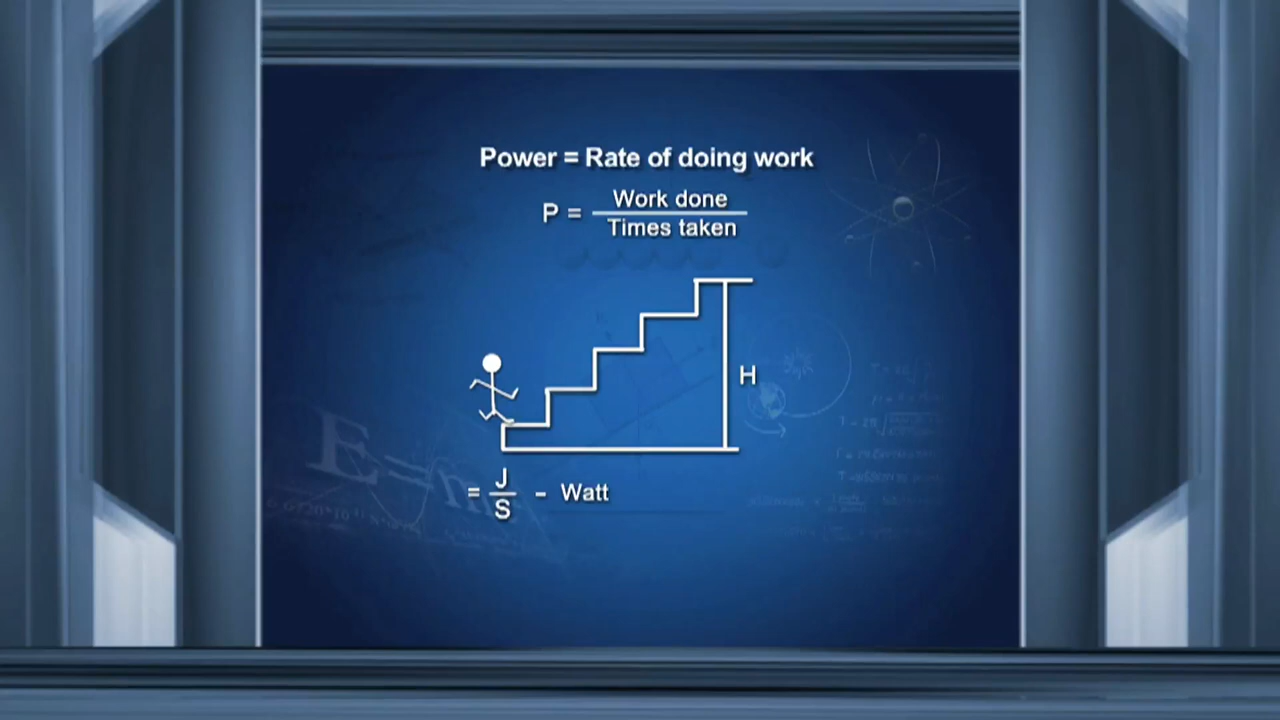 Power = Rate of doing work
P = Work done
Times taken
H
= J
S
- Watt
E=m